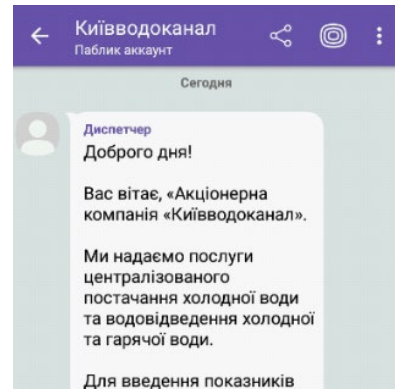 Київводоканал
Паблик аккаунт
Сегодня
Диспетчер
Доброго дня!
Вас вітає, «Акціонерна
компанія «Київводоканал».
Ми надаємо послуги
централізованого
постачання холодної води
та водовідведення холодної
та гарячої води.
Для введення показників